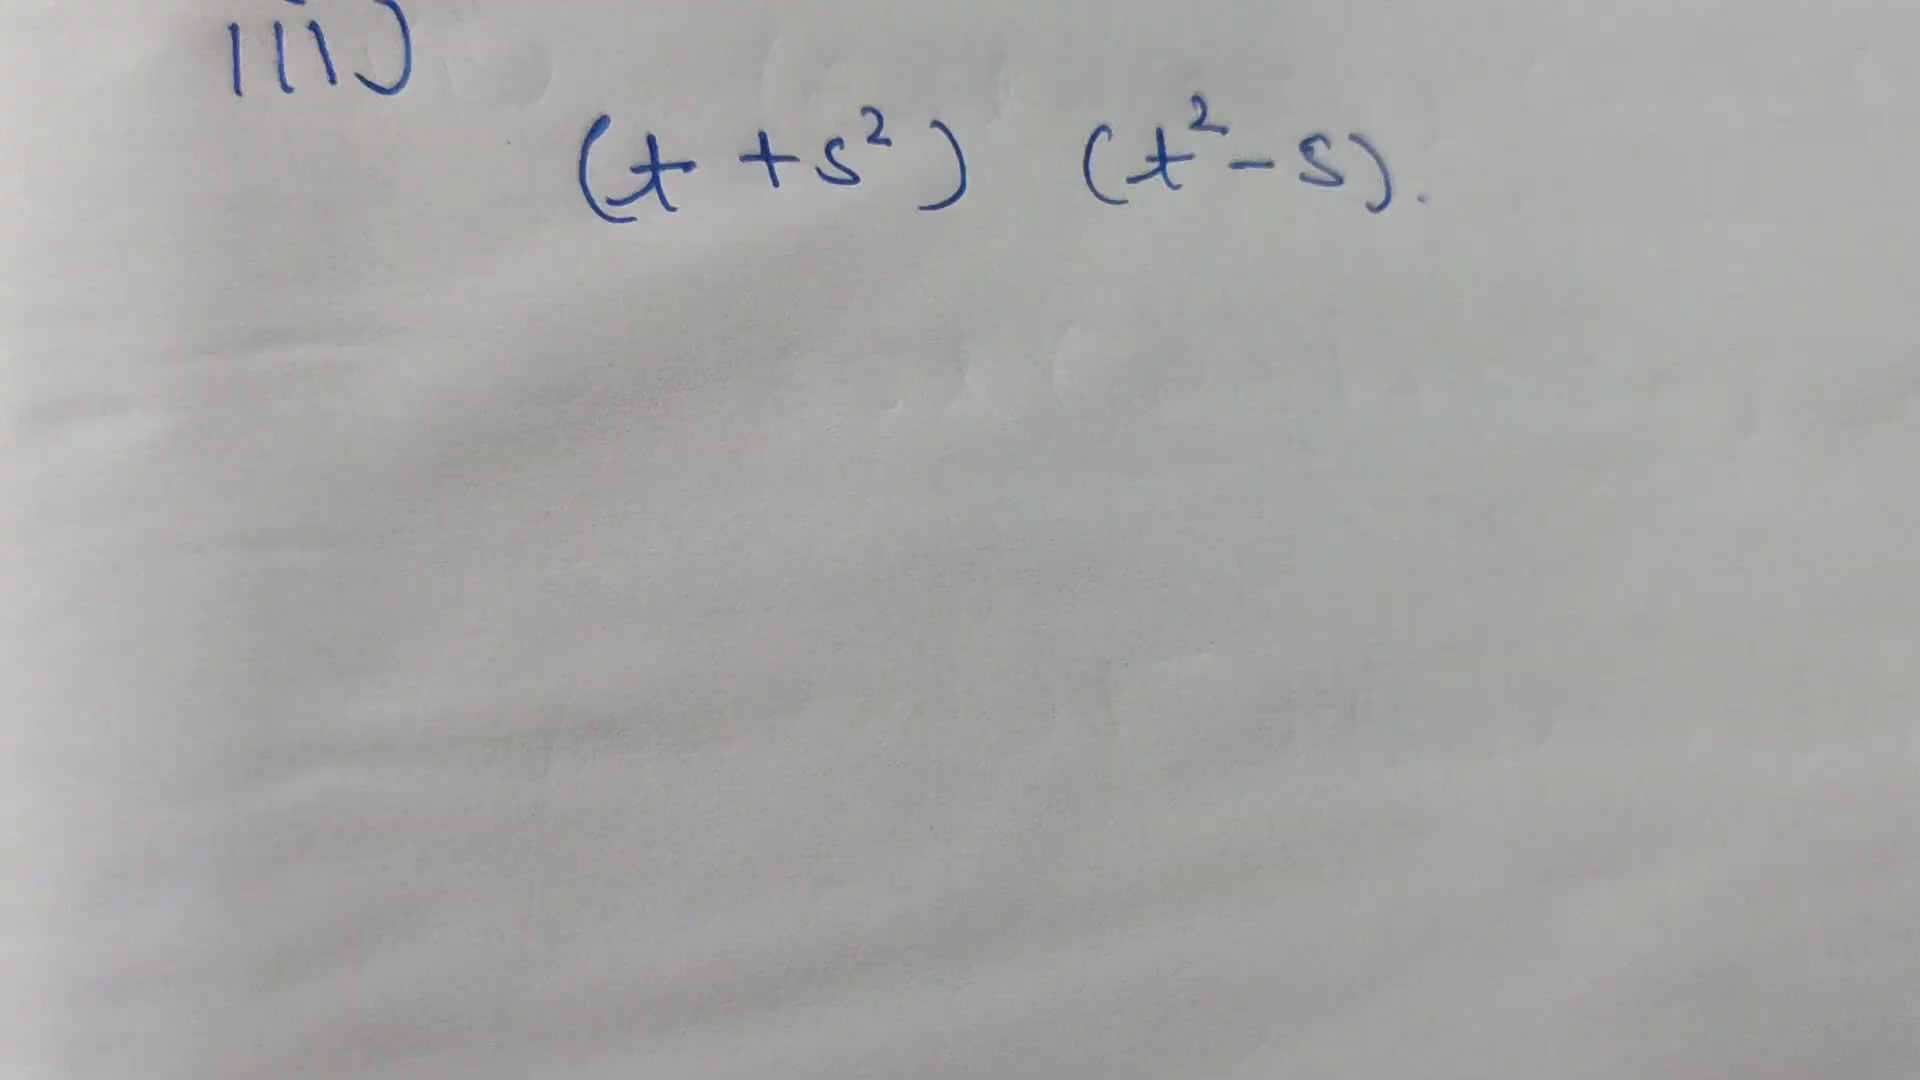 iii)
(t + s²) (t² - s).